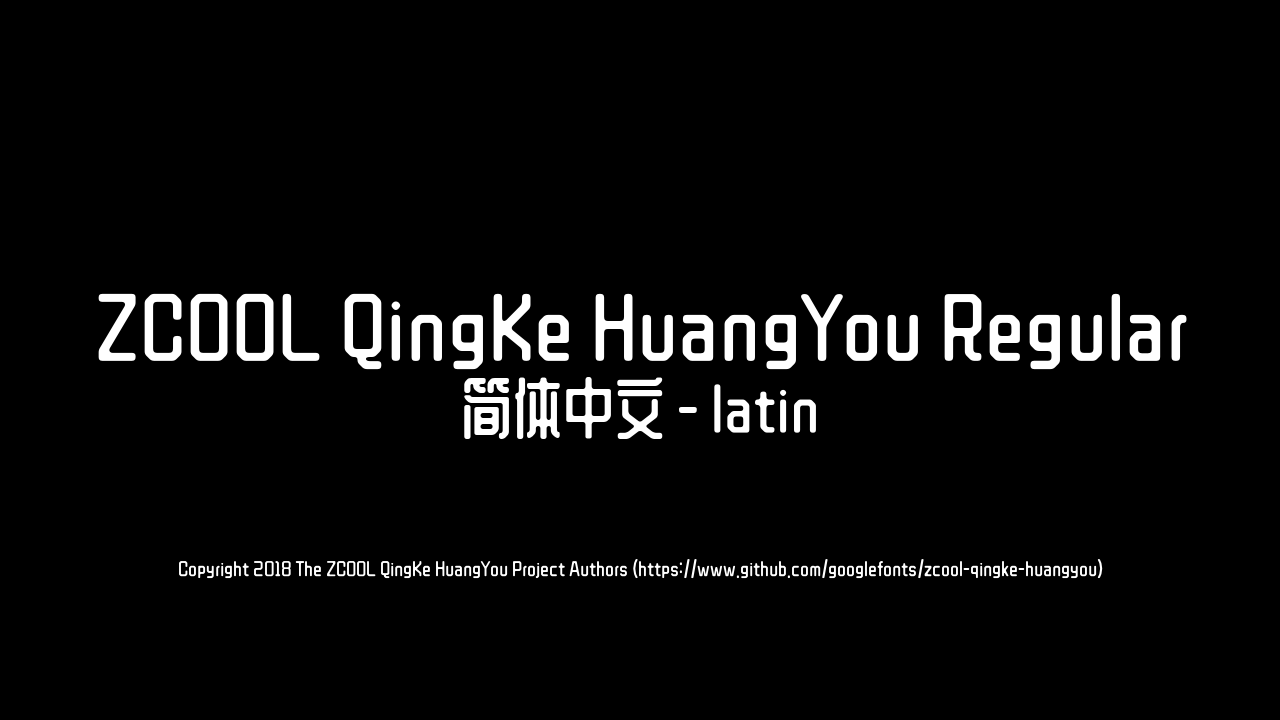 ZCOOL QingKe HuangYou Regular
简体中文 - latin
Copyright 2018 The ZCOOL QingKe HuangYou Project Authors (https://www.github.com/googlefonts/zcool-qingke-huangyou)